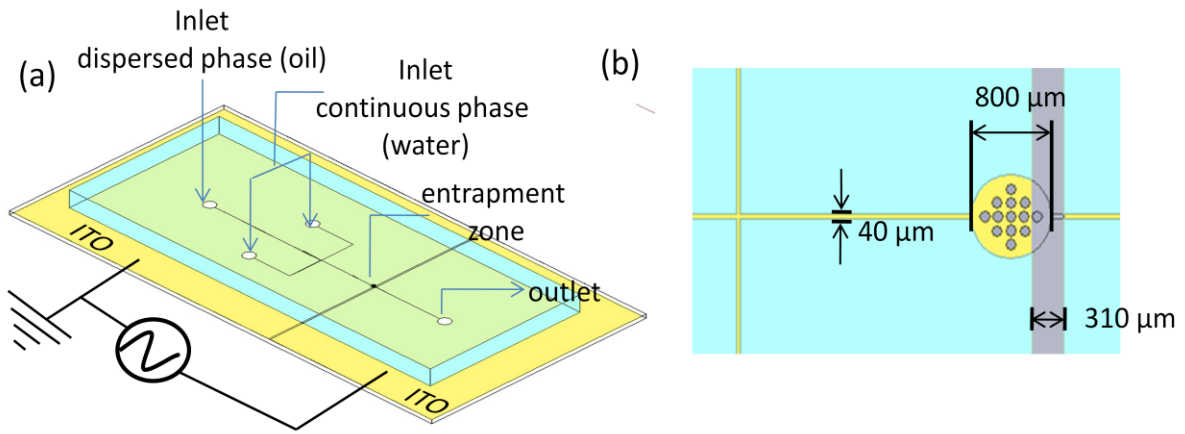 (a)
Inlet
dispersed phase (oil)
Inlet
continuous phase
(water)
entrapment
zone
outlet
ITO
ITO
(b)
800 µm
40 µm
310 µm